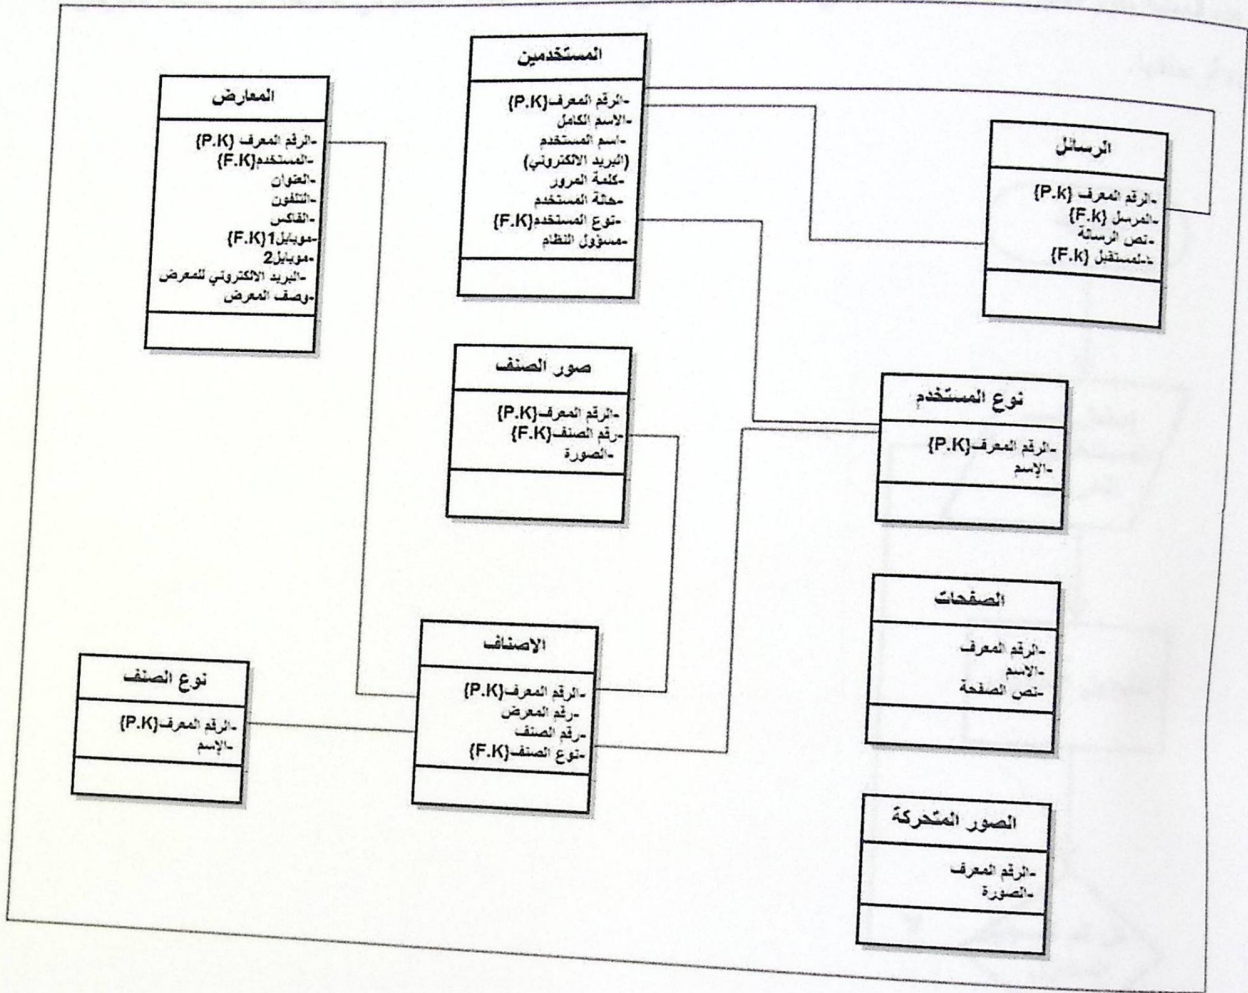 المستخدمين
-الرقم المعرف{P.K}
-الاسم الكامل
-اسم المستخدم
(البريد الالكتروني)
-كلمة المرور
-حالة المستخدم
-نوع المستخدم{F.K}
-مسؤول النظام
المعارض
-الرقم المعرف {P.K}
-المستخدم{F.K}
-العنوان
-التلفون
-الفاكس
-موبايل1{F.K}
-موبايل2
-البريد الالكتروني للمعرض
-وصف المعرض
الرسائل
-الرقم المعرف {P.k}
-المرسل {F.k}
-نص الرسالة
-المستقبل {F.k}
صور الصنف
-الرقم المعرف{P.K}
-رقم الصنف{F.K}
-الصورة
نوع المستخدم
-الرقم المعرف{P.K}
-الإسم
الصفحات
-الرقم المعرف
-الاسم
-نص الصفحة
الاصناف
-الرقم المعرف{P.K}
-رقم المعرض
-رقم الصنف
-نوع الصنف{F.K}
نوع الصنف
-الرقم المعرف{P.K}
-الإسم
الصور المتحركة
-الرقم المعرف
-الصورة